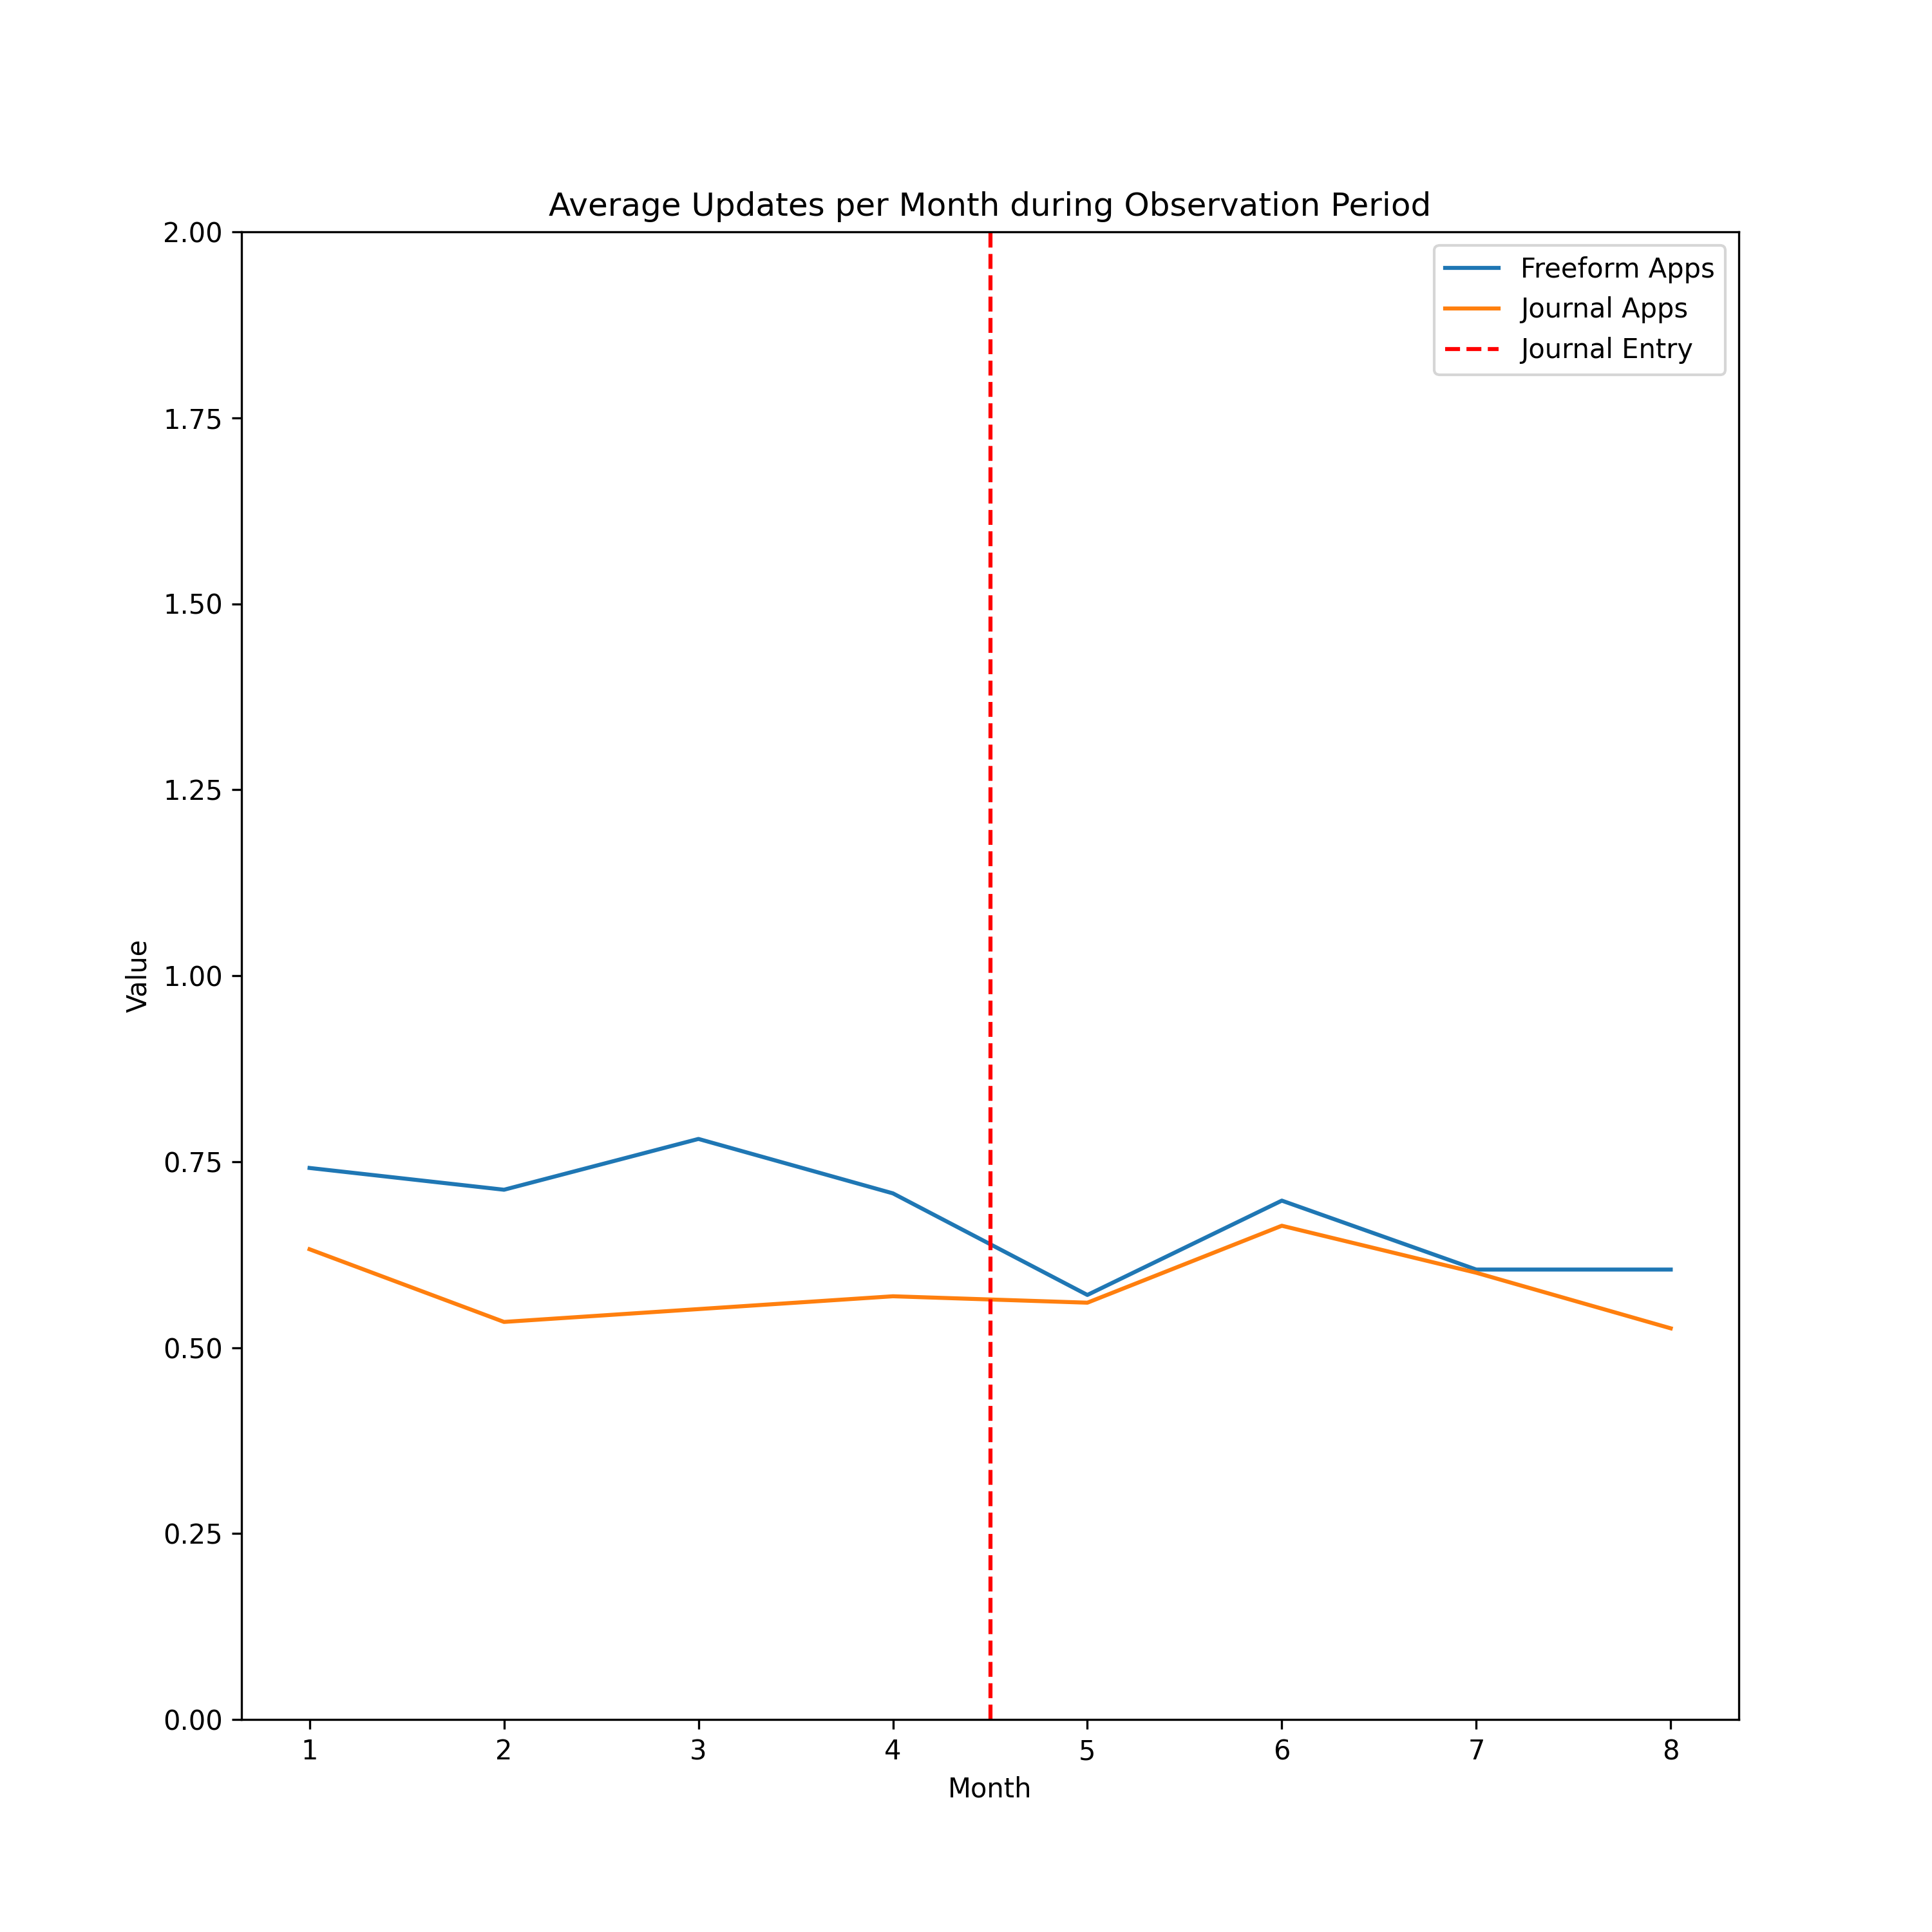 Average Updates per Month during Observation Period
2.00
1.75
1.50
1.25
1.00
0.75
0.50
0.25
0.00
Value
Freeform Apps
Journal Apps
Journal Entry
1 2 3 4 5 6 7 8
Month